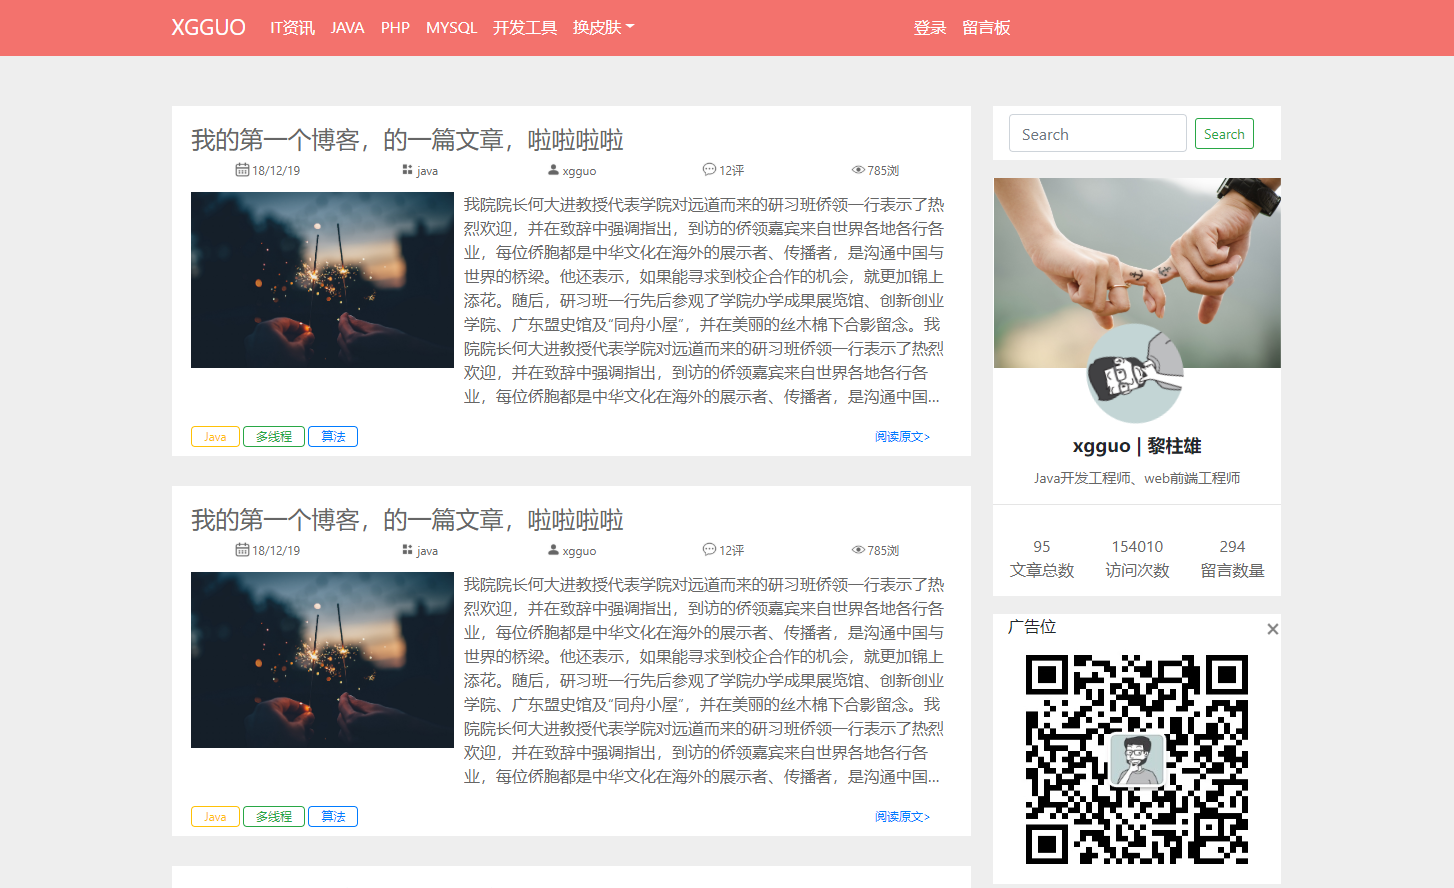 XGGUO IT资讯 JAVA PHP MYSQL 开发工具 换皮肤 登录 留言板
我的第一个博客，的一篇文章，啦啦啦啦
18/12/19 java xgguo 12评 785浏
我院院长何大进教授代表学院对远道而来的研习班侨领一行表示了热
烈欢迎，并在致辞中强调指出，到访的侨领嘉宾来自世界各地各行各
业，每位侨胞都是中华文化在海外的展示者、传播者，是沟通中国与
世界的桥梁。他还表示，如果能寻求到校企合作的机会，就更加锦上
添花。随后，研习班一行先后参观了学院办学成果展览馆、创新创业
学院、广东盟史馆及“同舟小屋”，并在美丽的丝木棉下合影留念。我
院院长何大进教授代表学院对远道而来的研习班侨领一行表示了热烈
欢迎，并在致辞中强调指出，到访的侨领嘉宾来自世界各地各行各
业，每位侨胞都是中华文化在海外的展示者、传播者，是沟通中国...
Java 多线程 算法 阅读原文>
我的第一个博客，的一篇文章，啦啦啦啦
18/12/19 java xgguo 12评 785浏
我院院长何大进教授代表学院对远道而来的研习班侨领一行表示了热
烈欢迎，并在致辞中强调指出，到访的侨领嘉宾来自世界各地各行各
业，每位侨胞都是中华文化在海外的展示者、传播者，是沟通中国与
世界的桥梁。他还表示，如果能寻求到校企合作的机会，就更加锦上
添花。随后，研习班一行先后参观了学院办学成果展览馆、创新创业
学院、广东盟史馆及“同舟小屋”，并在美丽的丝木棉下合影留念。我
院院长何大进教授代表学院对远道而来的研习班侨领一行表示了热烈
欢迎，并在致辞中强调指出，到访的侨领嘉宾来自世界各地各行各
业，每位侨胞都是中华文化在海外的展示者、传播者，是沟通中国...
Java 多线程 算法 阅读原文>
Search Search
xgguo | 黎柱雄
Java开发工程师、web前端工程师
95 154010 294
文章总数 访问次数 留言数量
广告位 ×